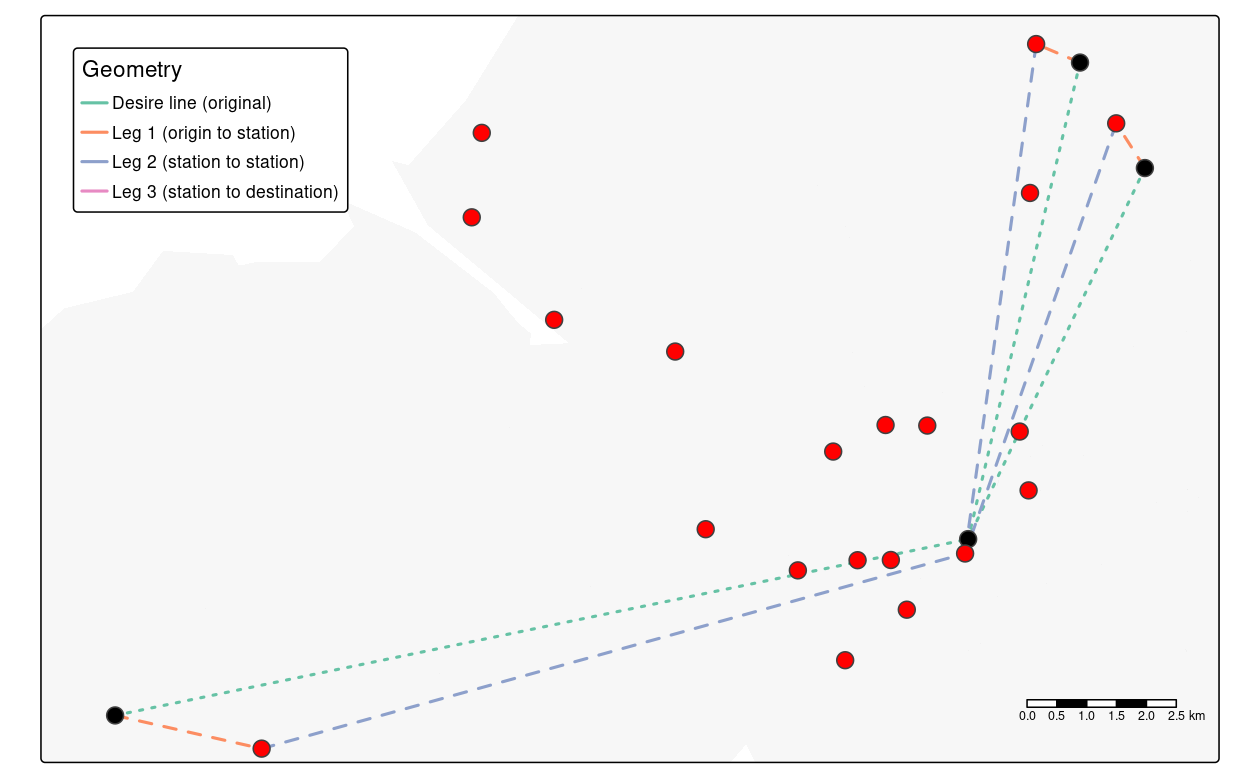 Geometry
Desire line (original)
Leg 1 (origin to station)
Leg 2 (station to station)
Leg 3 (station to destination)
0.0 0.5 1.0 1.5 2.0 2.5 km